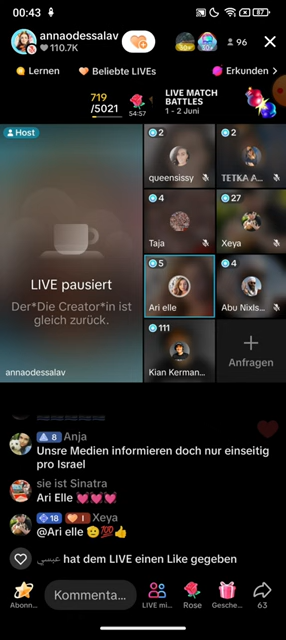 00:43
87
annaodessalav
110.7K
50+
96
Lernen
Beliebte LIVEs
Erkunden >
719
/5021
54:57
LIVE MATCH
BATTLES
1 - 2 Juni
Host
LIVE pausiert
Der*Die Creator*in ist
gleich zurück.
annaodessalav
2
queensissy
2
TETKA A...
4
Taja
27
Xeya
5
Ari elle
4
Abu Nixls...
111
Kian Kerman...
+
Anfragen
8 Anja
Unsre Medien informieren doch nur einseitig
pro Israel
sie ist Sinatra
Ari Elle 💓💓💓
18 I Xeya
@Ari elle 🫡💯👍
عيسي hat dem LIVE einen Like gegeben
Abonn...
Kommenta...
LIVE mi...
Rose
Gesche...
63